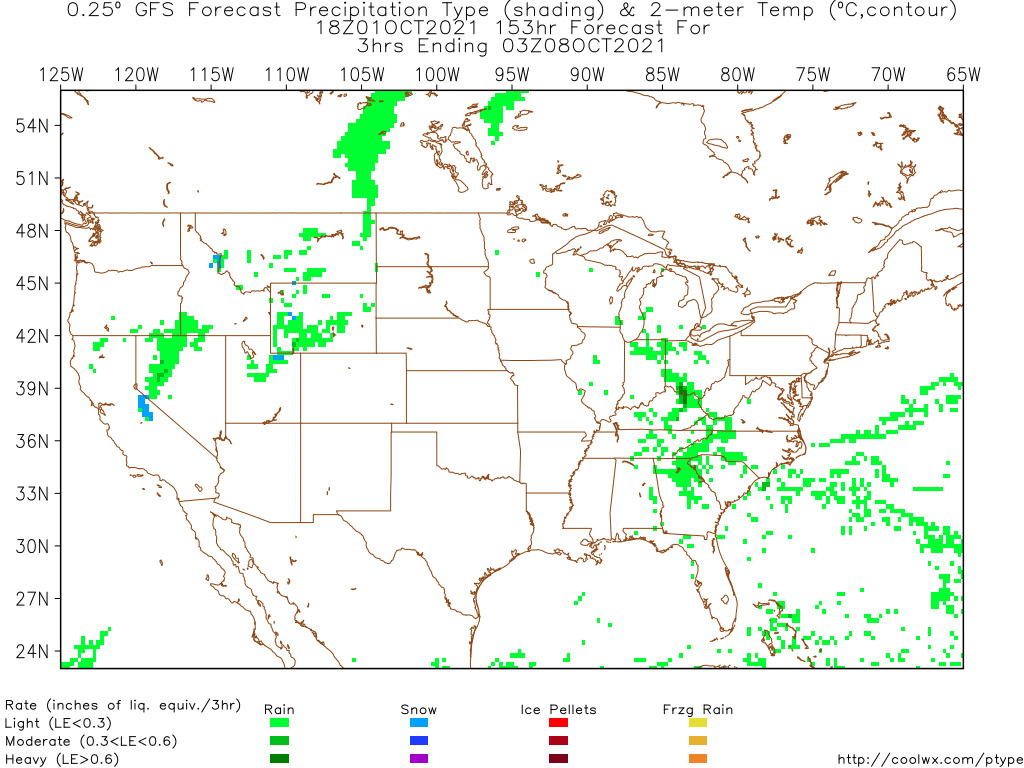 0.25° GFS Forecast Precipitation Type (shading) & 2-meter Temp (°C,contour)
18Z01OCT2021 153hr Forecast For
3hrs Ending 03Z08OCT2021
125W 120W 115W 110W 105W 100W 95W 90W 85W 80W 75W 70W 65W
54N
51N
48N
45N
42N
39N
36N
33N
30N
27N
24N
Rate (inches of liq. equiv./3hr) Rain Snow Ice Pellets Frzg Rain
Light (LE<0.3)
Moderate (0.3<LE<0.6)
Heavy (LE>0.6)
http://coolwx.com/ptype